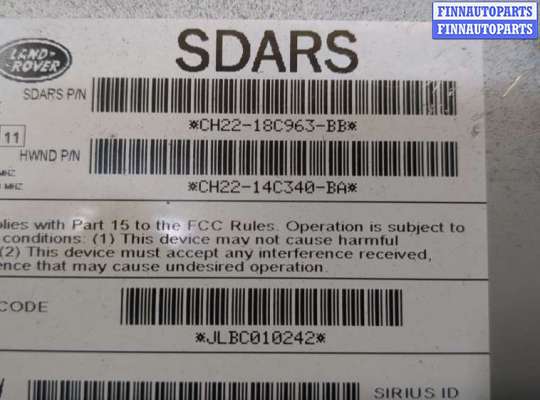 FINNAUTOPARTS
FINNAUTOPARTS
LAND-
ROVER
SDARS
SDARS P/N
*CH22-18C963-BB*
11
HWND P/N
MHZ
MHZ
*CH22-14C340-BA*
plies with Part 15 to the FCC Rules. Operation is subject to
conditions: (1) This device may not cause harmful
(2) This device must accept any interference received,
ence that may cause undesired operation.
CODE
*JLBC010242*
SIRIUS ID